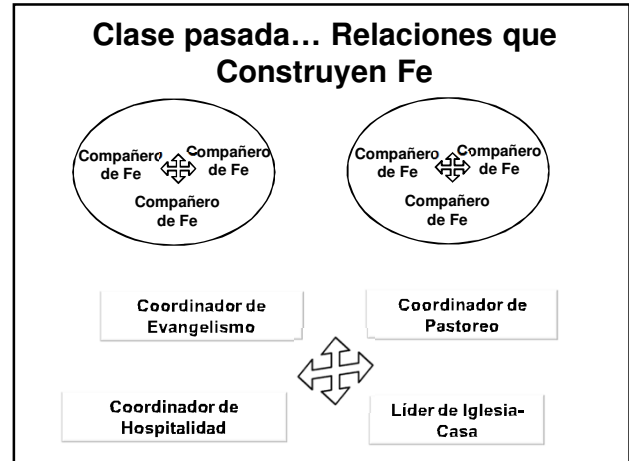 Clase pasada... Relaciones que
Construyen Fe
Compañero
de Fe
Compañero
de Fe
Compañero
de Fe
Compañero
de Fe
Compañero
de Fe
Compañero
de Fe
Coordinador de
Evangelismo
Coordinador de
Pastoreo
Coordinador de
Hospitalidad
Líder de Iglesia-
Casa